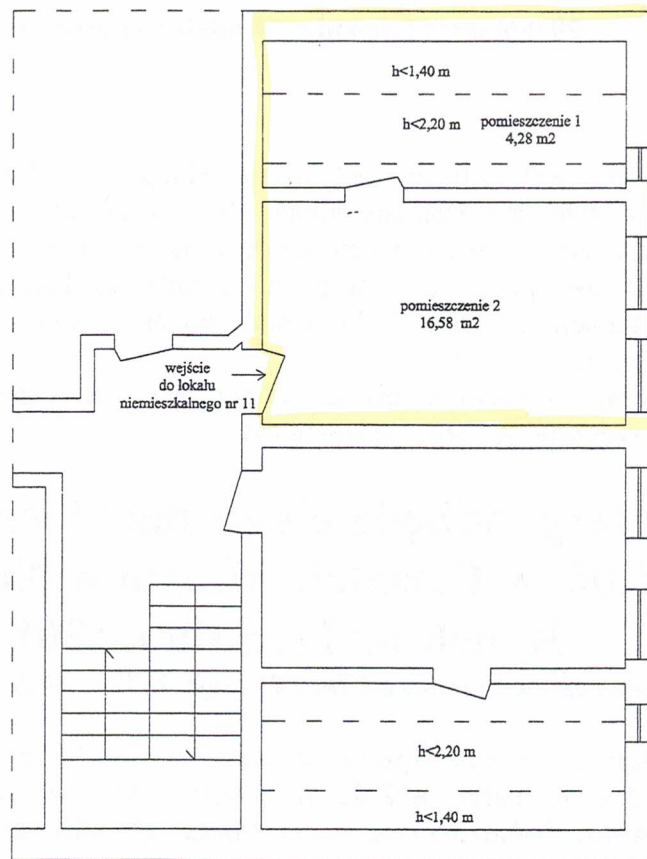 h<1,40 m
h<2,20 m
pomieszczenie 1
4,28 m2
pomieszczenie 2
16,58 m2
wejście
do lokalu
niemieszkalnego nr 11
h<2,20 m
h<1,40 m